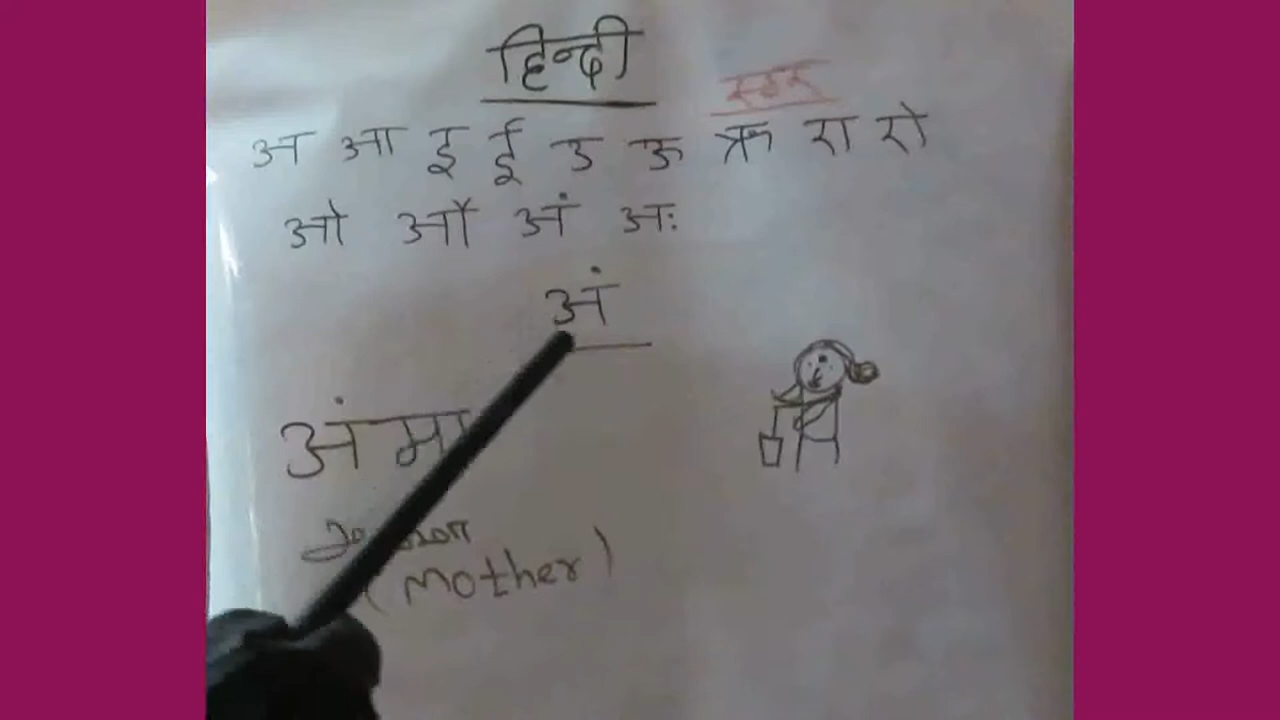 हिन्दी
स्वर
अ आ इ ई उ ऊ ऋ रा रो
ओ औ अं अः
अं
अंमा
(Mother)